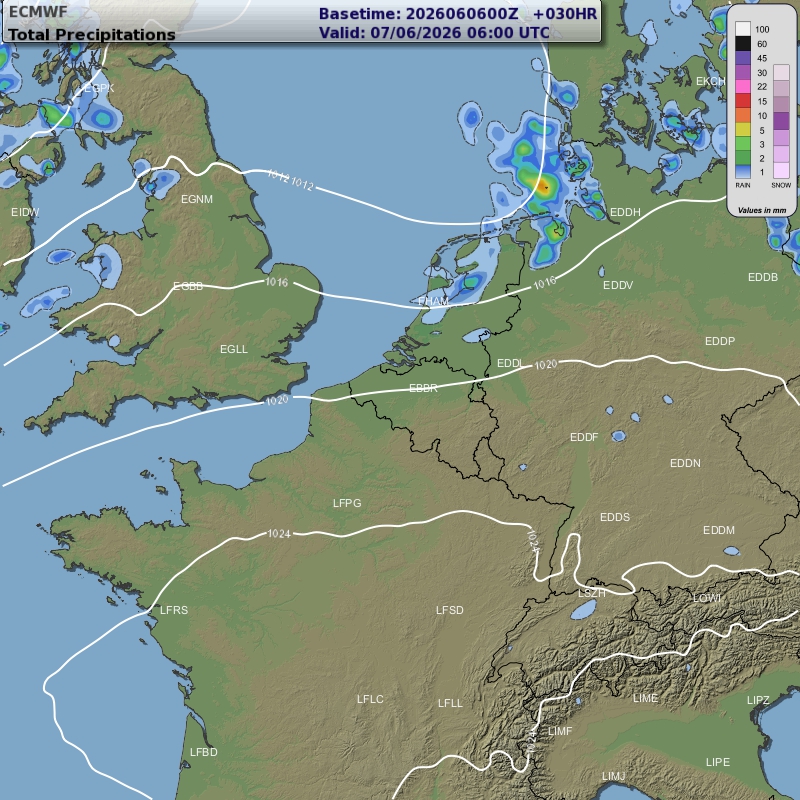 ECMWF
Basetime: 2026060600Z +030HR
Total Precipitations
Valid: 07/06/2026 06:00 UTC
100
60
45
30
22
15
10
5
3
2
1
RAIN
SNOW
Values in mm
EGPK
EKCH
1012
1012
EGNM
EIDW
EDDH
EGBB
1016
1016
EDDV
EDDB
EHAM
EGLL
EDDP
EDDL
1020
EBBR
1020
EDDF
EDDN
LFPG
EDDS
EDDM
1024
1024
LSZH
LOWI
LFRS
LFSD
LFLC
LFLL
LIME
LIPZ
LIMF
1024
LFBD
LIPE
LIMJ